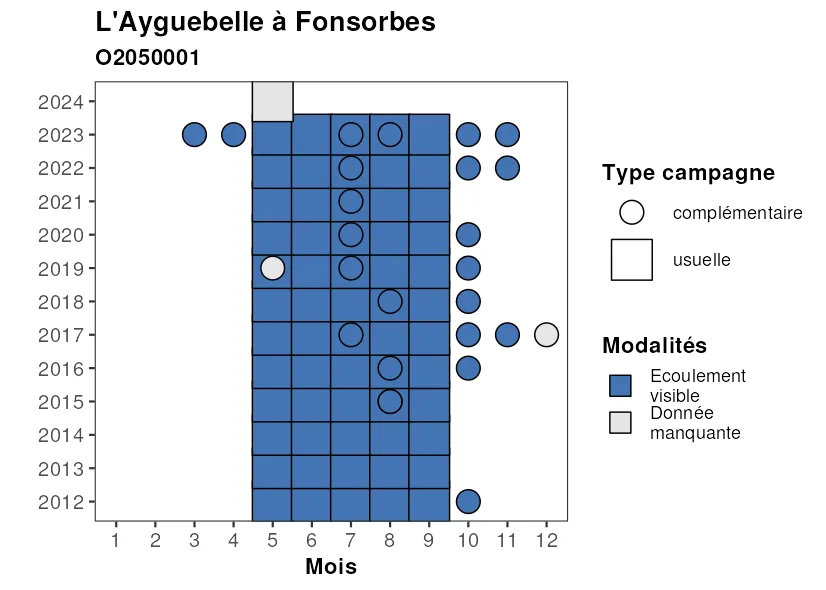 L'Ayguebelle à Fonsorbes
O2050001
2024
2023
2022
2021
2020
2019
2018
2017
2016
2015
2014
2013
2012
1 2 3 4 5 6 7 8 9 10 11 12
Mois
Type campagne
complémentaire
usuelle
Modalités
Ecoulement
visible
Donnée
manquante